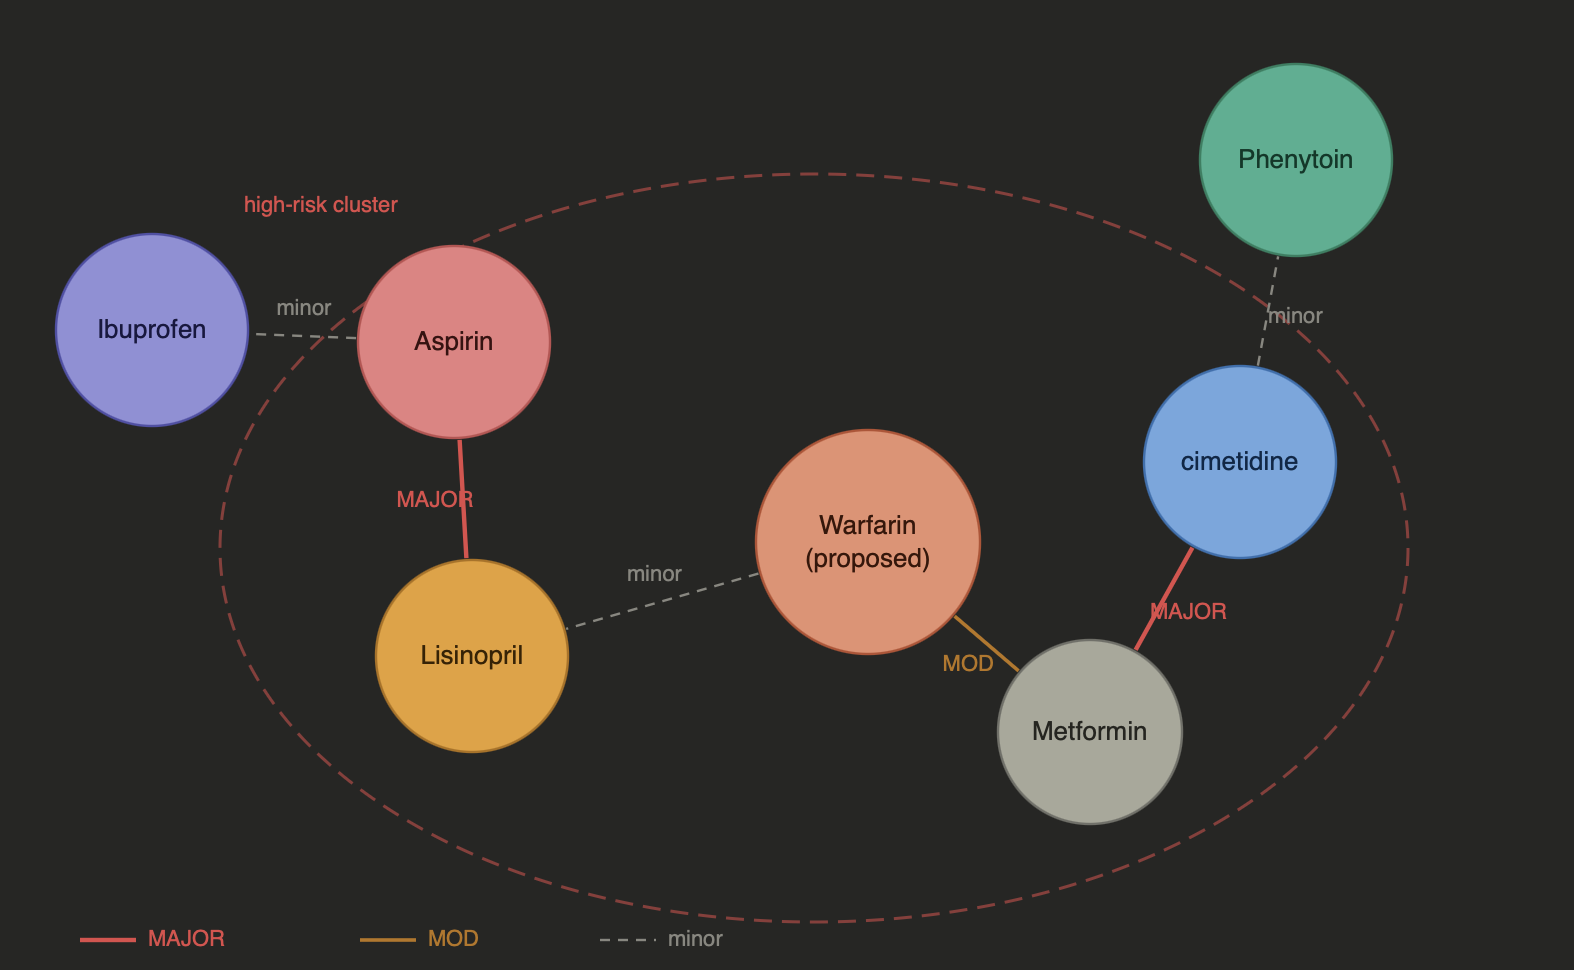 Phenytoin
high-risk cluster
minor
minor
Ibuprofen
Aspirin
cimetidine
MAJOR
Warfarin
(proposed)
minor
MAJOR
Lisinopril
MOD
Metformin
MAJOR
MOD
minor